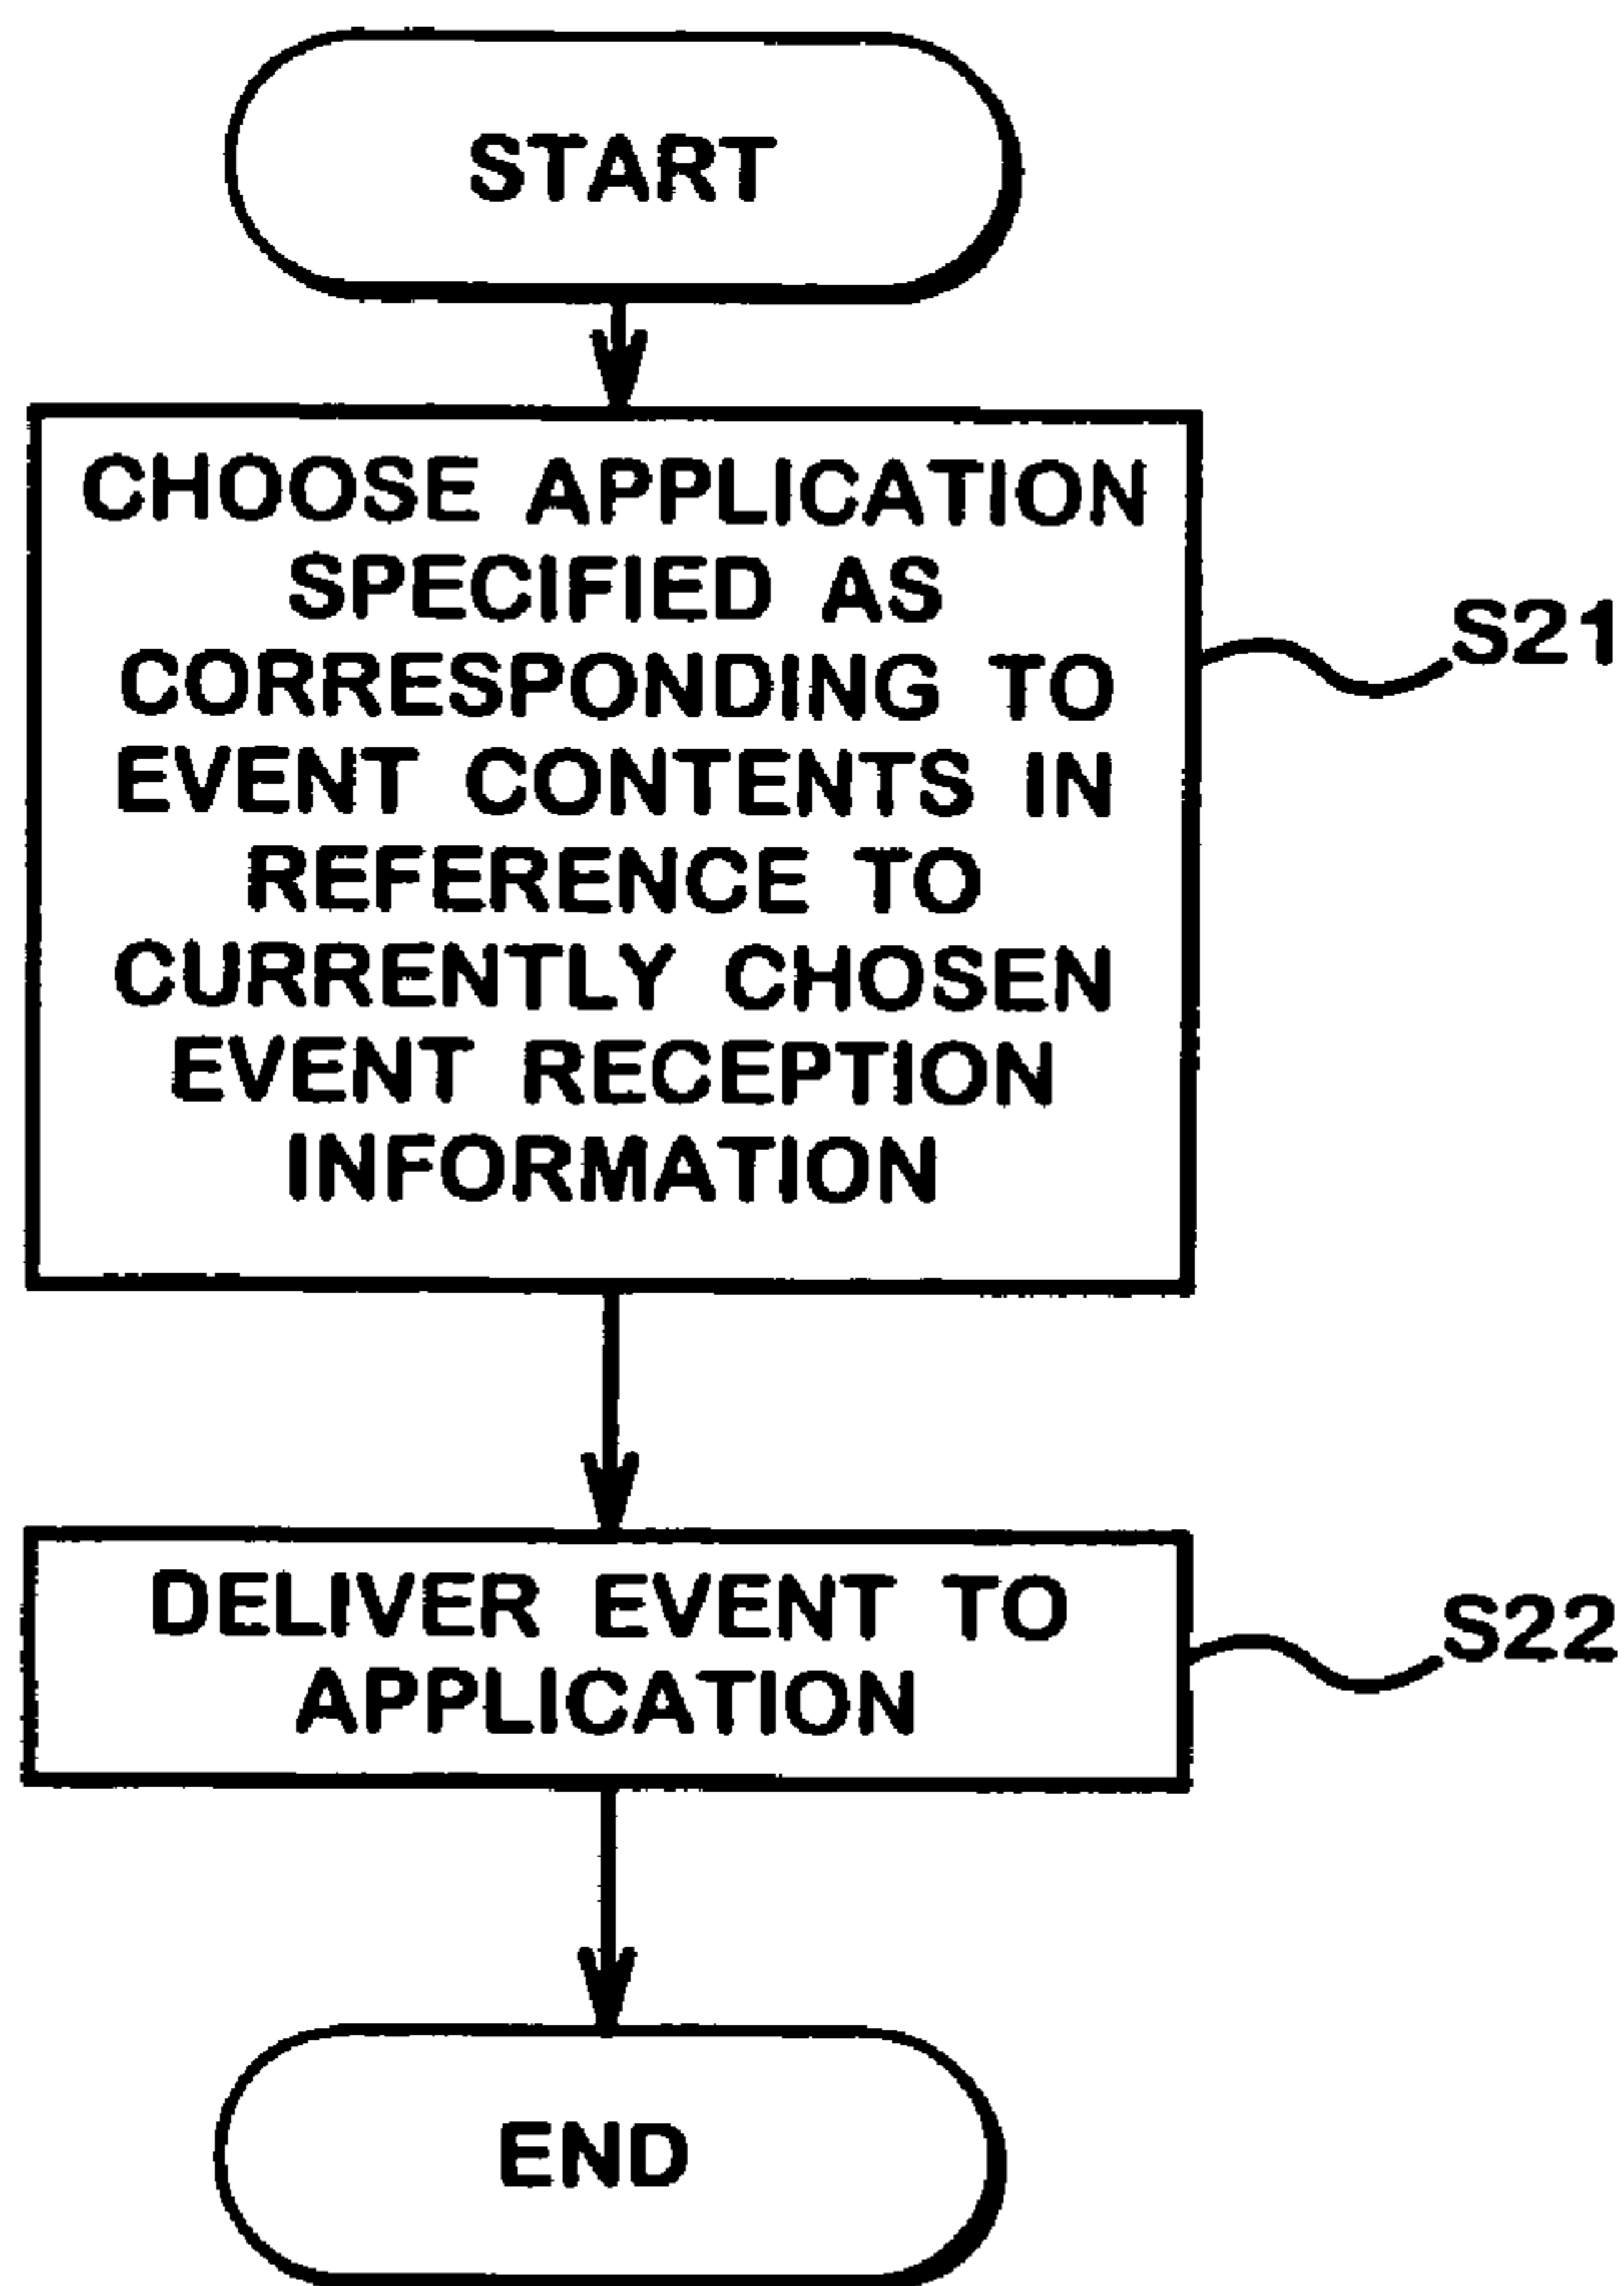 START
CHOOSE APPLICATION
SPECIFIED AS
CORRESPONDING TO
EVENT CONTENTS IN
REFERENCE TO
CURRENTLY CHOSEN
EVENT RECEPTION
INFORMATION
S21
DELIVER EVENT TO
APPLICATION
S22
END